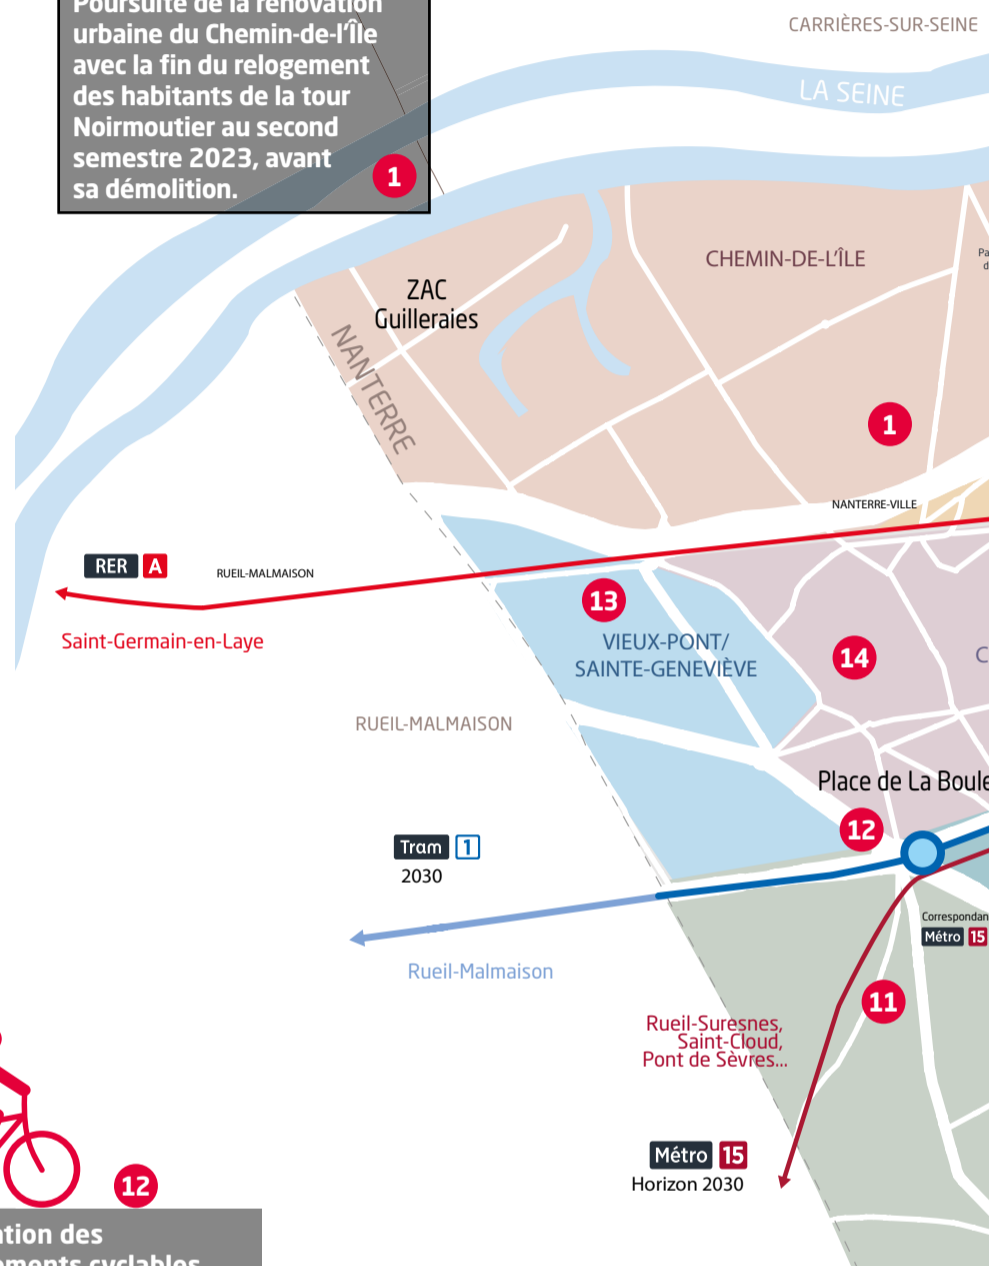 Poursuite de la rénovation
urbaine du Chemin-de-l'Île
avec la fin du relogement
des habitants de la tour
Noirmoutier au second
semestre 2023, avant
sa démolition.
1
CARRIÈRES-SUR-SEINE
LA SEINE
CHEMIN-DE-L'ÎLE
ZAC
Guilleraies
NANTERRE
1
NANTERRE-VILLE
RER A
RUEIL-MALMAISON
Saint-Germain-en-Laye
13
VIEUX-PONT/
SAINTE-GENEVIÈVE
14
RUEIL-MALMAISON
Place de La Boule
12
Tram 1
2030
Rueil-Malmaison
Métro 15
11
Rueil-Suresnes,
Saint-Cloud,
Pont de Sèvres...
Métro 15
Horizon 2030
12